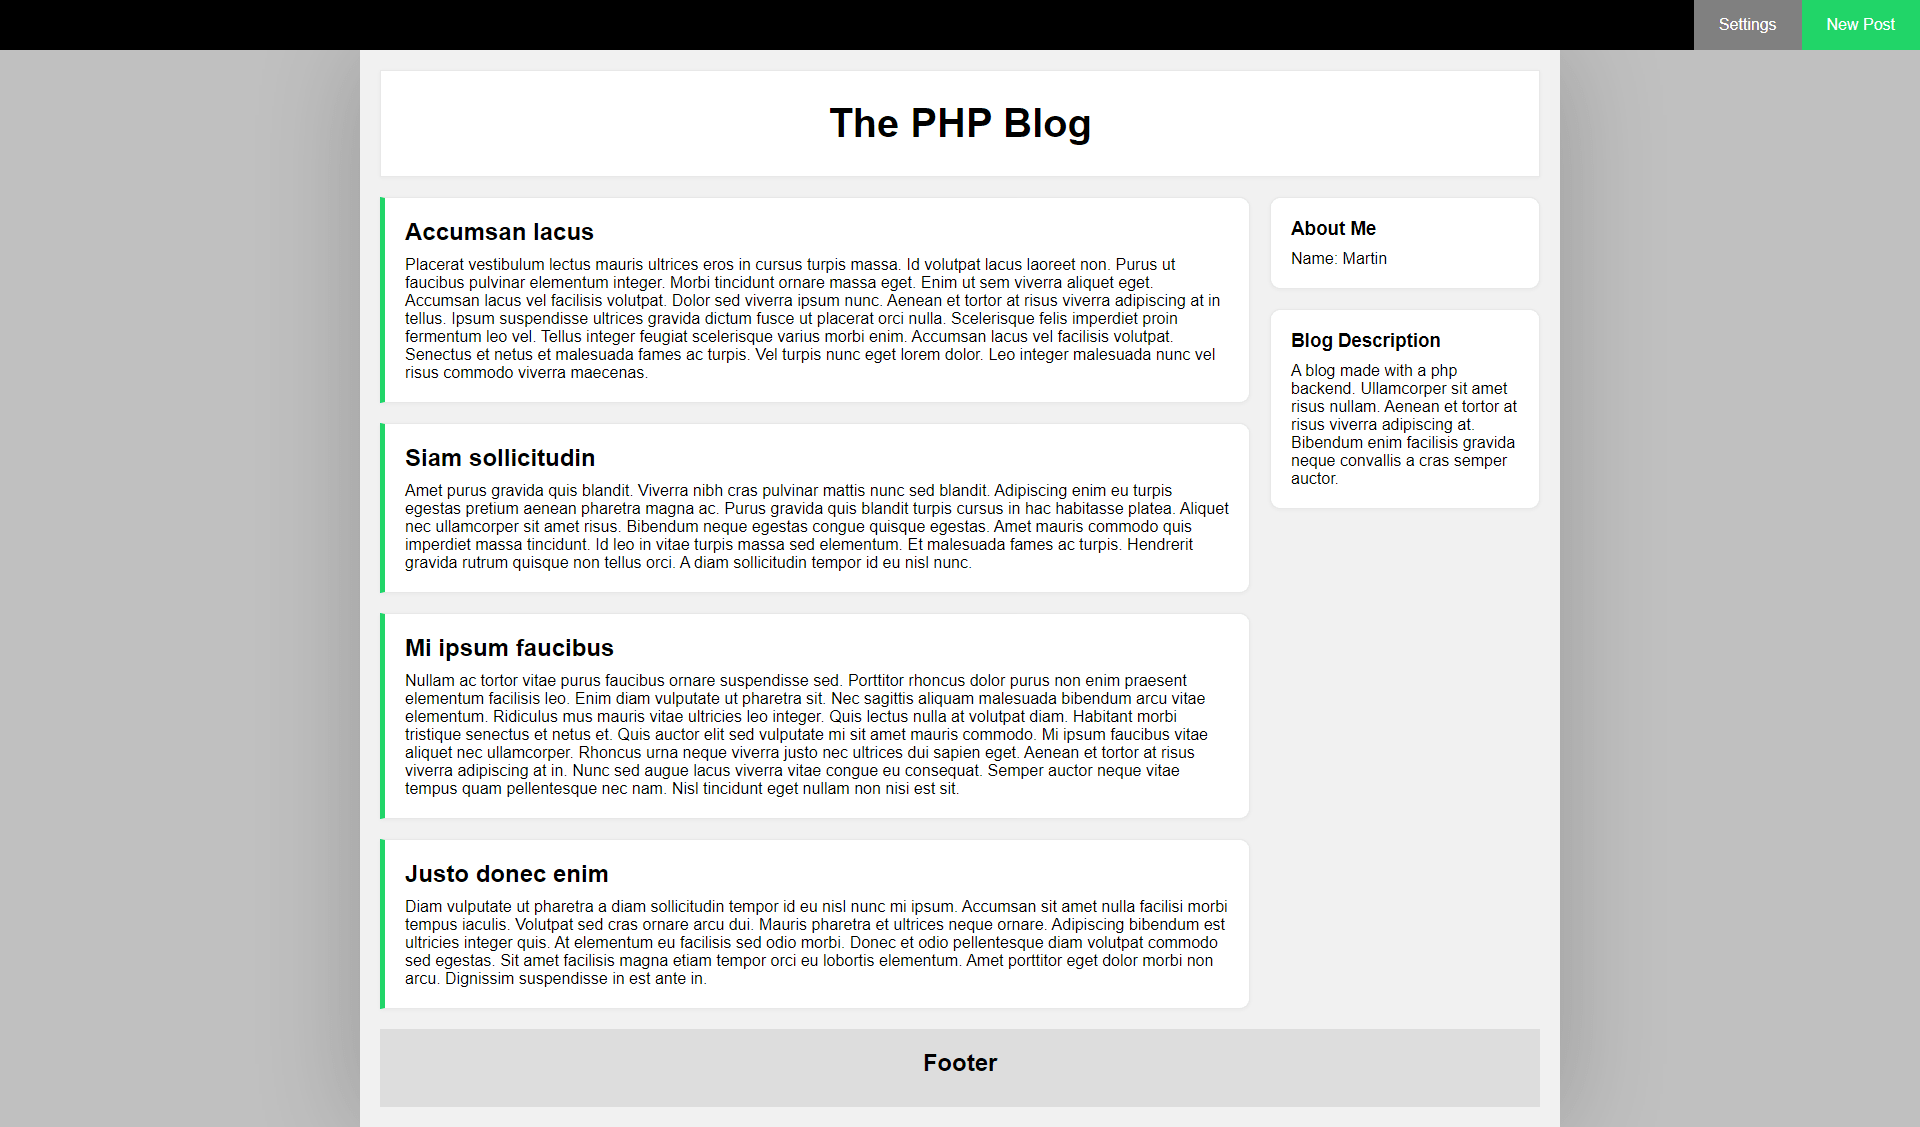 Settings
New Post
The PHP Blog
Accumsan lacus
Placerat vestibulum lectus mauris ultrices eros in cursus turpis massa. Id volutpat lacus laoreet non. Purus ut
faucibus pulvinar elementum integer. Morbi tincidunt ornare massa eget. Enim ut sem viverra aliquet eget.
Accumsan lacus vel facilisis volutpat. Dolor sed viverra ipsum nunc. Aenean et tortor at risus viverra adipiscing at in
tellus. Ipsum suspendisse ultrices gravida dictum fusce ut placerat orci nulla. Scelerisque felis imperdiet proin
fermentum leo vel. Tellus integer feugiat scelerisque varius morbi enim. Accumsan lacus vel facilisis volutpat.
Senectus et netus et malesuada fames ac turpis. Vel turpis nunc eget lorem dolor. Leo integer malesuada nunc vel
risus commodo viverra maecenas.
Siam sollicitudin
Amet purus gravida quis blandit. Viverra nibh cras pulvinar mattis nunc sed blandit. Adipiscing enim eu turpis
egestas pretium aenean pharetra magna ac. Purus gravida quis blandit turpis cursus in hac habitasse platea. Aliquet
nec ullamcorper sit amet risus. Bibendum neque egestas congue quisque egestas. Amet mauris commodo quis
imperdiet massa tincidunt. Id leo in vitae turpis massa sed elementum. Et malesuada fames ac turpis. Hendrerit
gravida rutrum quisque non tellus orci. A diam sollicitudin tempor id eu nisl nunc.
Mi ipsum faucibus
Nullam ac tortor vitae purus faucibus ornare suspendisse sed. Porttitor rhoncus dolor purus non enim praesent
elementum facilisis leo. Enim diam vulputate ut pharetra sit. Nec sagittis aliquam malesuada bibendum arcu vitae
elementum. Ridiculus mus mauris vitae ultricies leo integer. Quis lectus nulla at volutpat diam. Habitant morbi
tristique senectus et netus et. Quis auctor elit sed vulputate mi sit amet mauris commodo. Mi ipsum faucibus vitae
aliquet nec ullamcorper. Rhoncus urna neque viverra justo nec ultrices dui sapien eget. Aenean et tortor at risus
viverra adipiscing at in. Nunc sed augue lacus viverra vitae congue eu consequat. Semper auctor neque vitae
tempus quam pellentesque nec nam. Nisl tincidunt eget nullam non nisi est sit.
Justo donec enim
Diam vulputate ut pharetra a diam sollicitudin tempor id eu nisl nunc mi ipsum. Accumsan sit amet nulla facilisi morbi
tempus iaculis. Volutpat sed cras ornare arcu dui. Mauris pharetra et ultrices neque ornare. Adipiscing bibendum est
ultricies integer quis. At elementum eu facilisis sed odio morbi. Donec et odio pellentesque diam volutpat commodo
sed egestas. Sit amet facilisis magna etiam tempor orci eu lobortis elementum. Amet porttitor eget dolor morbi non
arcu. Dignissim suspendisse in est ante in.
About Me
Name: Martin
Blog Description
A blog made with a php
backend. Ullamcorper sit amet
risus nullam. Aenean et tortor at
risus viverra adipiscing at.
Bibendum enim facilisis gravida
neque convallis a cras semper
auctor.
Footer